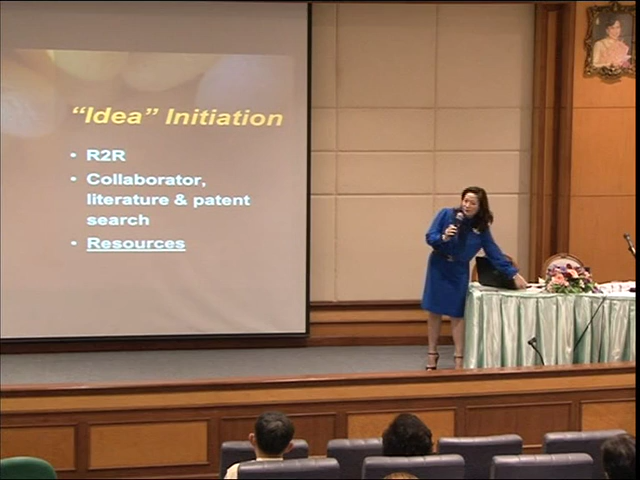 “Idea” Initiation
• R2R
• Collaborator,
literature & patent
search
• Resources